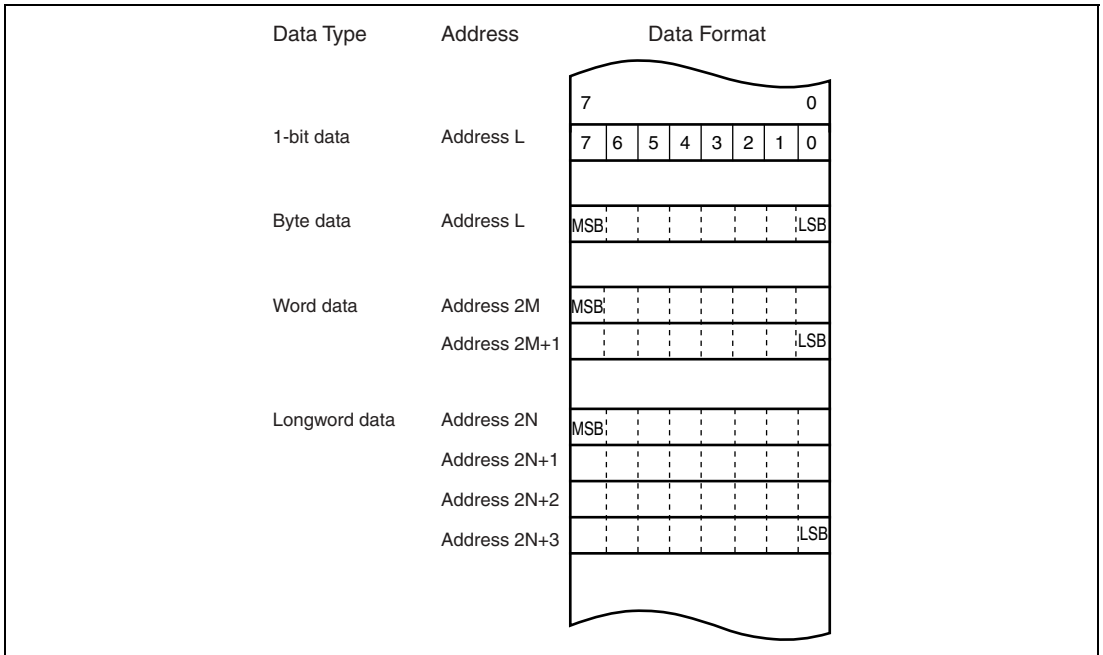 Data Type Address Data Format
7 0
1-bit data Address L 7 6 5 4 3 2 1 0
Byte data Address L MSB LSB
Word data Address 2M MSB
Address 2M+1 LSB
Longword data Address 2N MSB
Address 2N+1
Address 2N+2
Address 2N+3 LSB